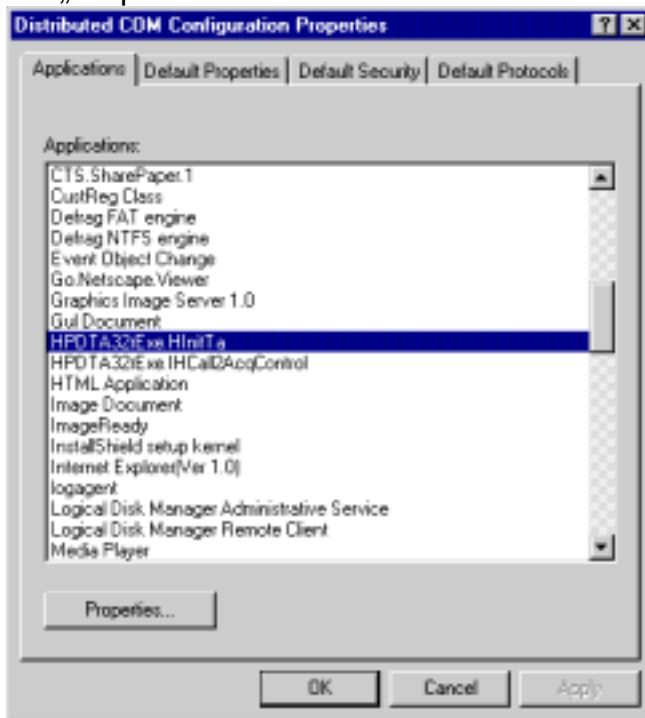 Distributed COM Configuration Properties
Applications Default Properties Default Security Default Protocols
Applications:
CTS.SharePaper.1
CustReg Class
Defrag FAT engine
Defrag NTFS engine
Event Object Change
Go.Netscape.Viewer
Graphics Image Server 1.0
Gul Document
HPDTA32rExe.HInitTa
HPDTA32rExe.IHCall2AcqControl
HTML Application
Image Document
ImageReady
InstallShield setup kernel
Internet Explorer(Ver 1.0)
logagent
Logical Disk Manager Administrative Service
Logical Disk Manager Remote Client
Media Player
Properties...
OK Cancel Apply